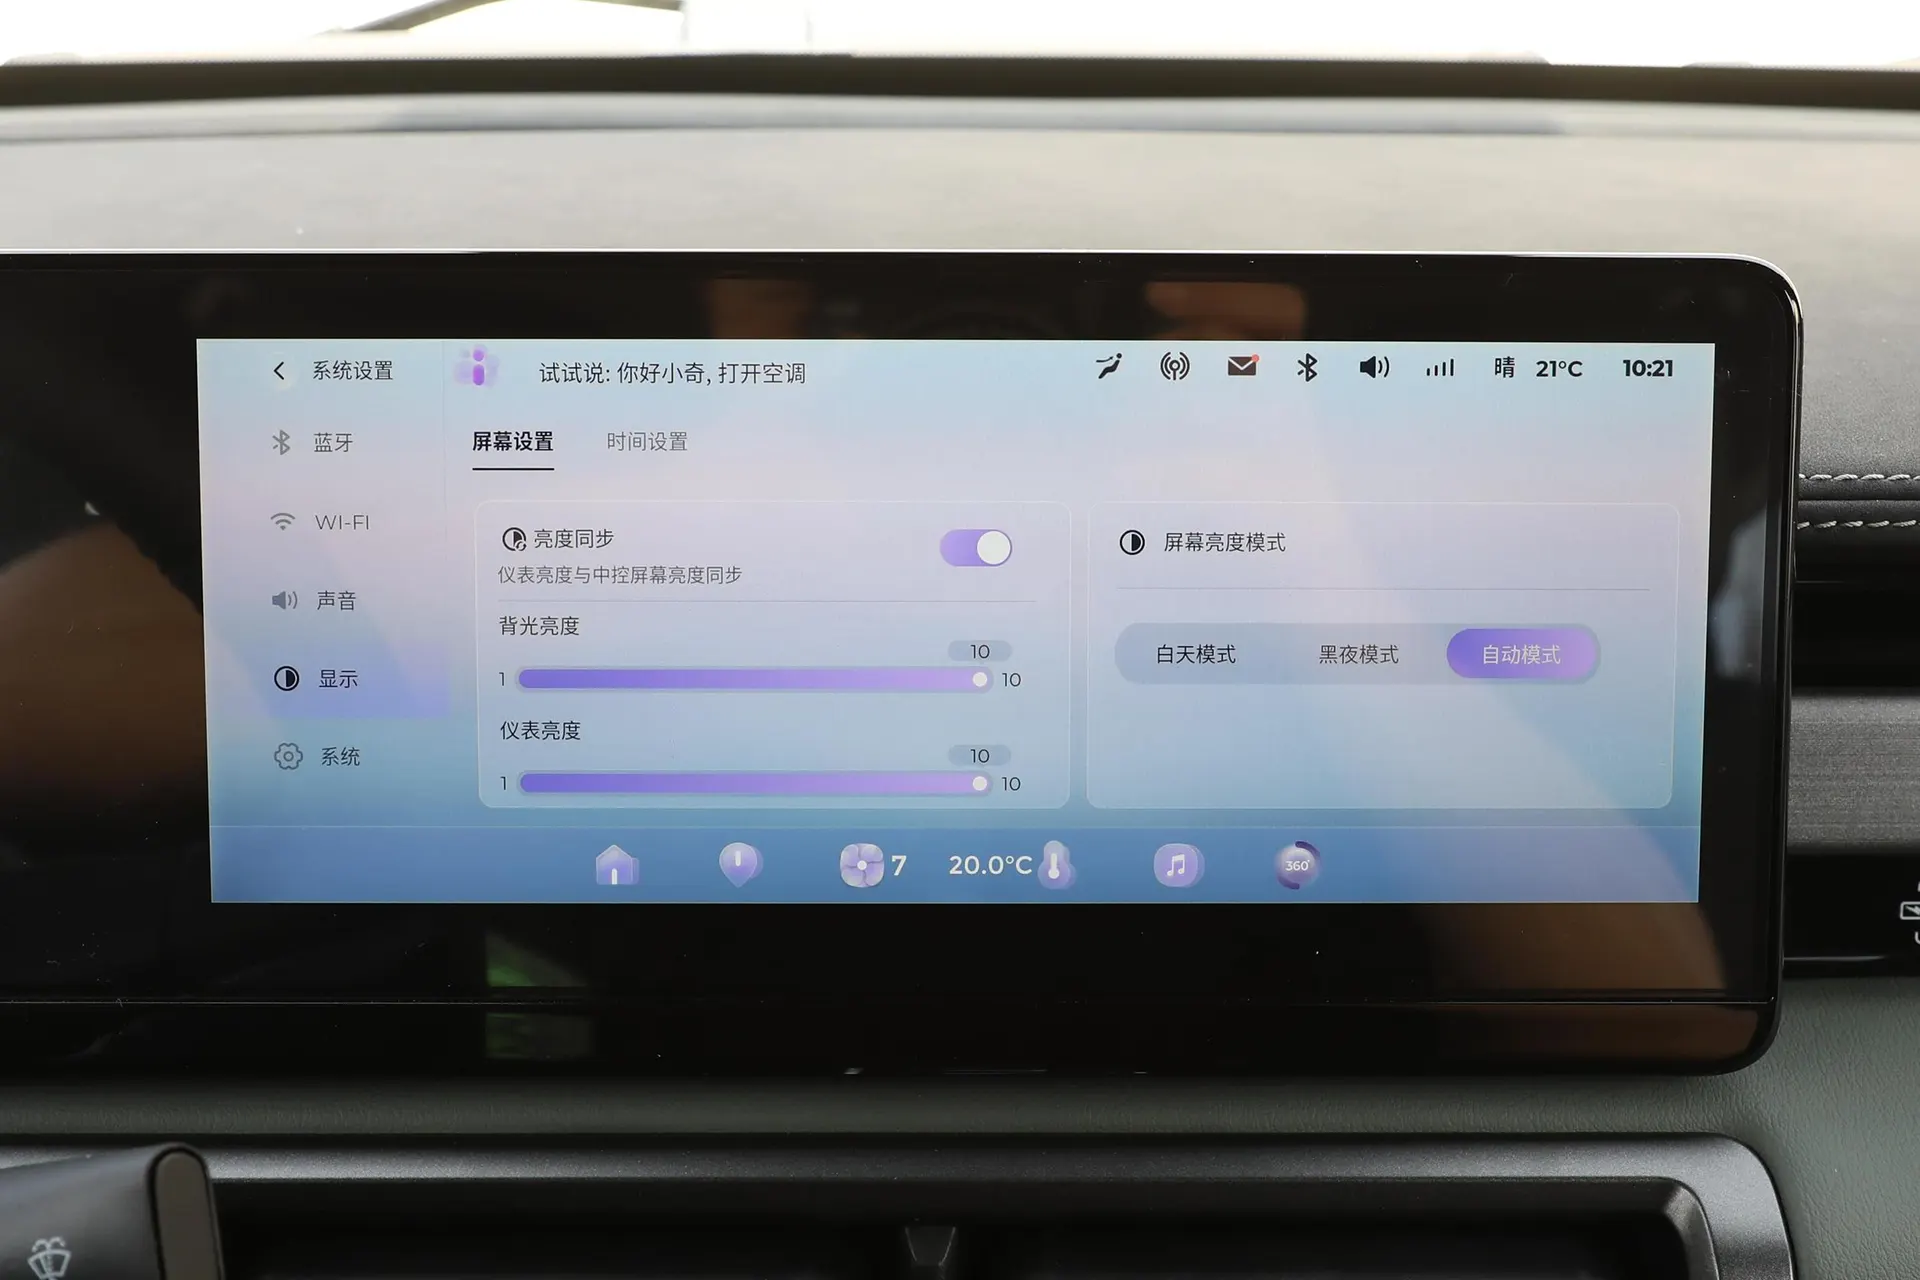 系统设置
试试说: 你好小奇, 打开空调
晴 21°C 10:21
蓝牙
WI-FI
声音
显示
系统
屏幕设置 时间设置
亮度同步
仪表亮度与中控屏幕亮度同步
背光亮度
10
1 10
仪表亮度
10
1 10
屏幕亮度模式
白天模式 黑夜模式 自动模式
7 20.0°C 360°